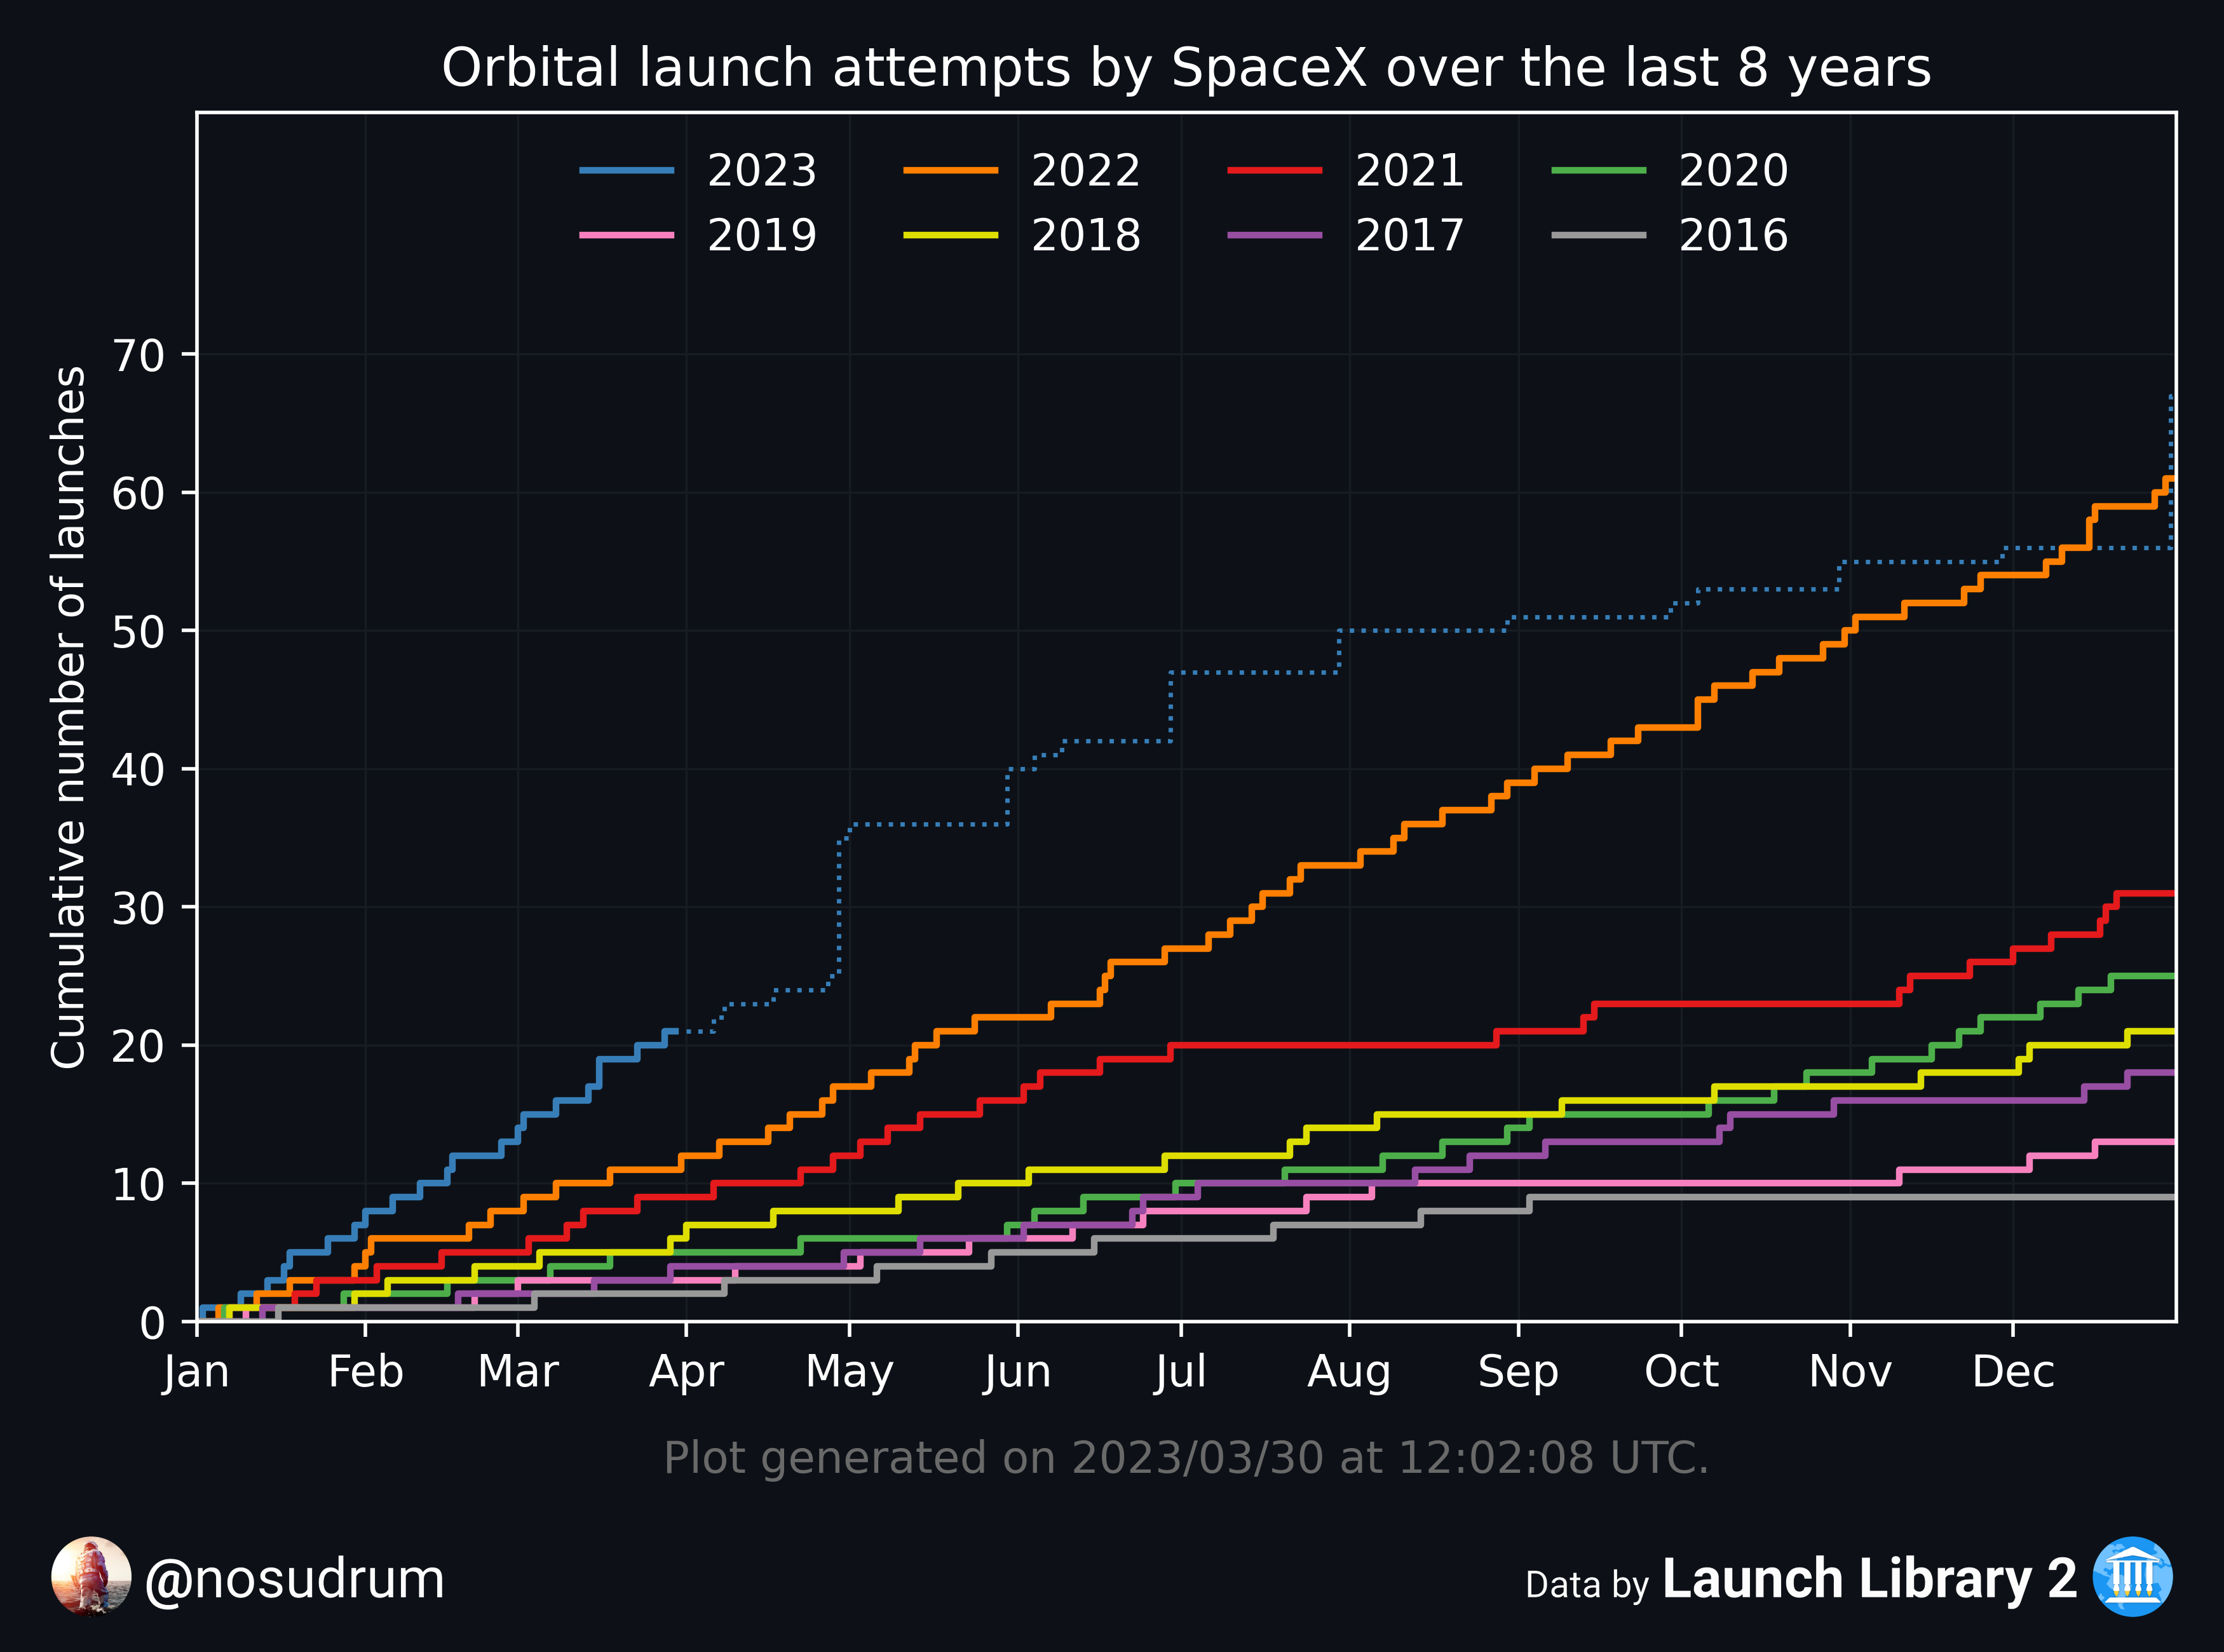 Orbital launch attempts by SpaceX over the last 8 years
2023 2022 2021 2020
2019 2018 2017 2016
Cumulative number of launches
70
60
50
40
30
20
10
0
Jan Feb Mar Apr May Jun Jul Aug Sep Oct Nov Dec
Plot generated on 2023/03/30 at 12:02:08 UTC.
@nosudrum
Data by Launch Library 2